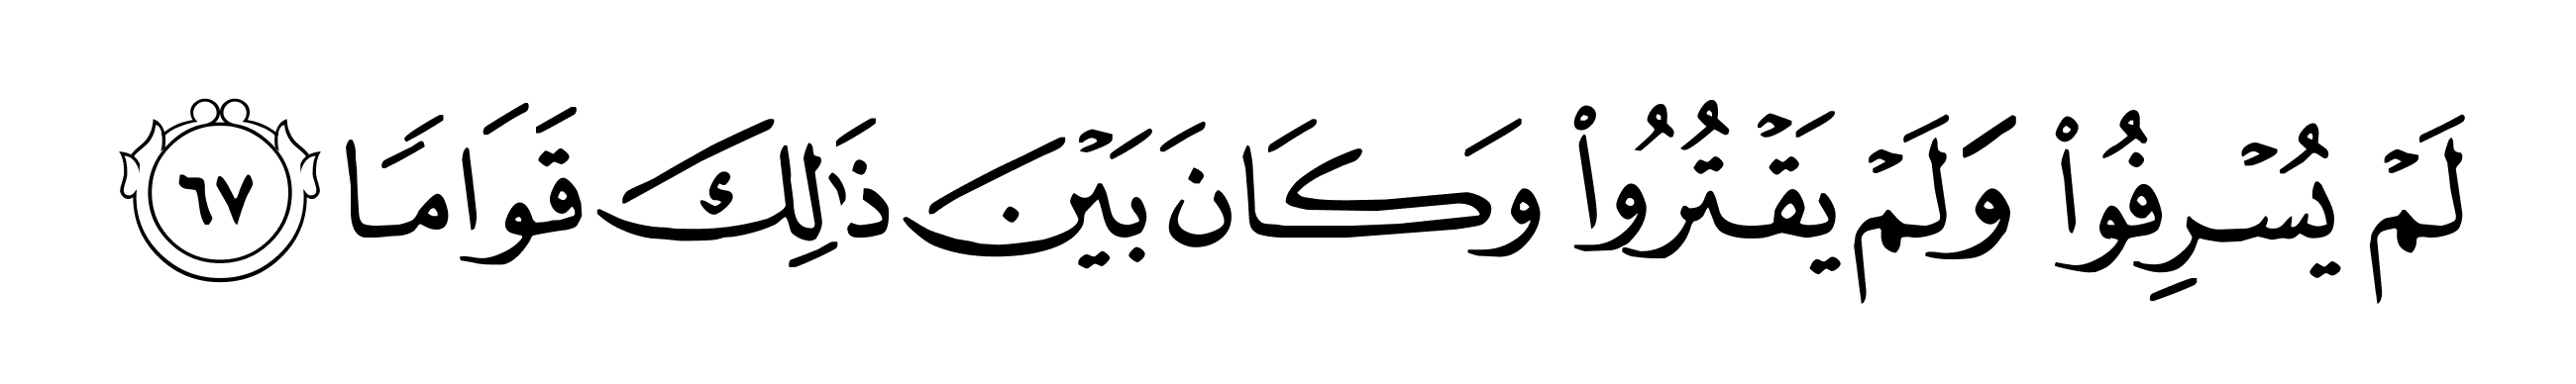 لَمۡ يُسۡرِفُواْ وَلَمۡ يَقۡتُرُواْ وَكَانَ بَيۡنَ ذَٰلِكَ قَوَامٗا ٦٧